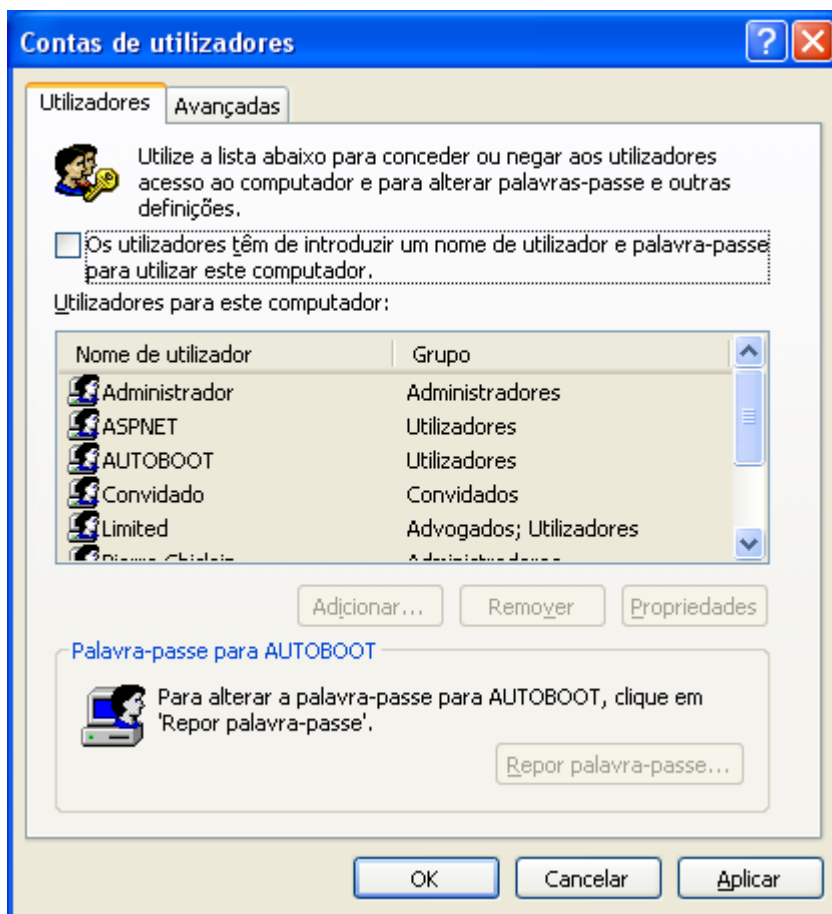 Contas de utilizadores
Utilizadores
Avançadas
Utilize a lista abaixo para conceder ou negar aos utilizadores
acesso ao computador e para alterar palavras-passe e outras
definições.
Os utilizadores têm de introduzir um nome de utilizador e palavra-passe
para utilizar este computador.
Utilizadores para este computador:
Nome de utilizador Grupo
Administrador Administradores
ASPNET Utilizadores
AUTOBOOT Utilizadores
Convidado Convidados
Limited Advogados; Utilizadores
Adicionar... Remover Propriedades
Palavra-passe para AUTOBOOT
Para alterar a palavra-passe para AUTOBOOT, clique em
'Repor palavra-passe'.
Repor palavra-passe...
OK Cancelar Aplicar